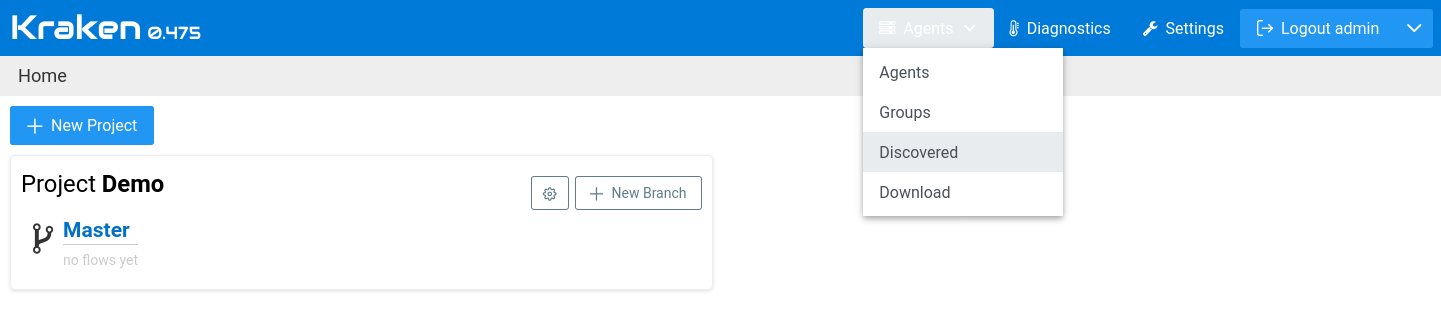 Kraken 0.475
Agents
Diagnostics
Settings
Logout admin
Home
Agents
Groups
Discovered
Download
New Project
Project Demo
New Branch
Master
no flows yet